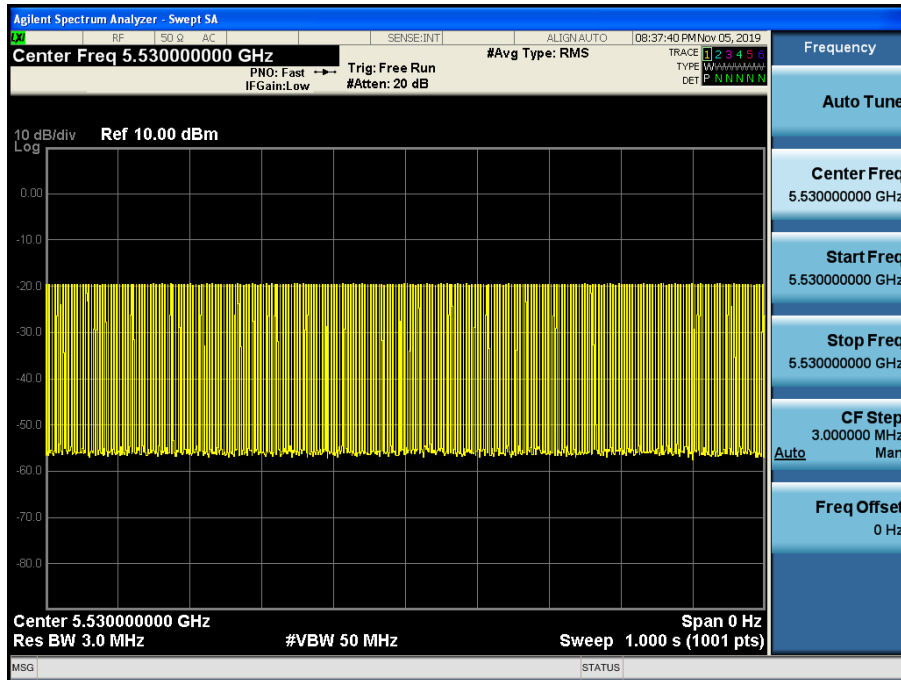 Agilent Spectrum Analyzer - Swept SA
LXI RF 50 Ω AC SENSE:INT ALIGN AUTO 08:37:40 PM Nov 05, 2019
Center Freq 5.530000000 GHz #Avg Type: RMS TRACE 1 2 3 4 5 6
PNO: Fast Trig: Free Run TYPE WWWWWW
IFGain:Low #Atten: 20 dB DET P N N N N N
10 dB/div Ref 10.00 dBm
Log
0.00
-10.0
-20.0
-30.0
-40.0
-50.0
-60.0
-70.0
-80.0
Center 5.530000000 GHz Span 0 Hz
Res BW 3.0 MHz #VBW 50 MHz Sweep 1.000 s (1001 pts)
MSG STATUS
Frequency
Auto Tune
Center Freq
5.530000000 GHz
Start Freq
5.530000000 GHz
Stop Freq
5.530000000 GHz
CF Step
3.000000 MHz
Auto Man
Freq Offset
0 Hz